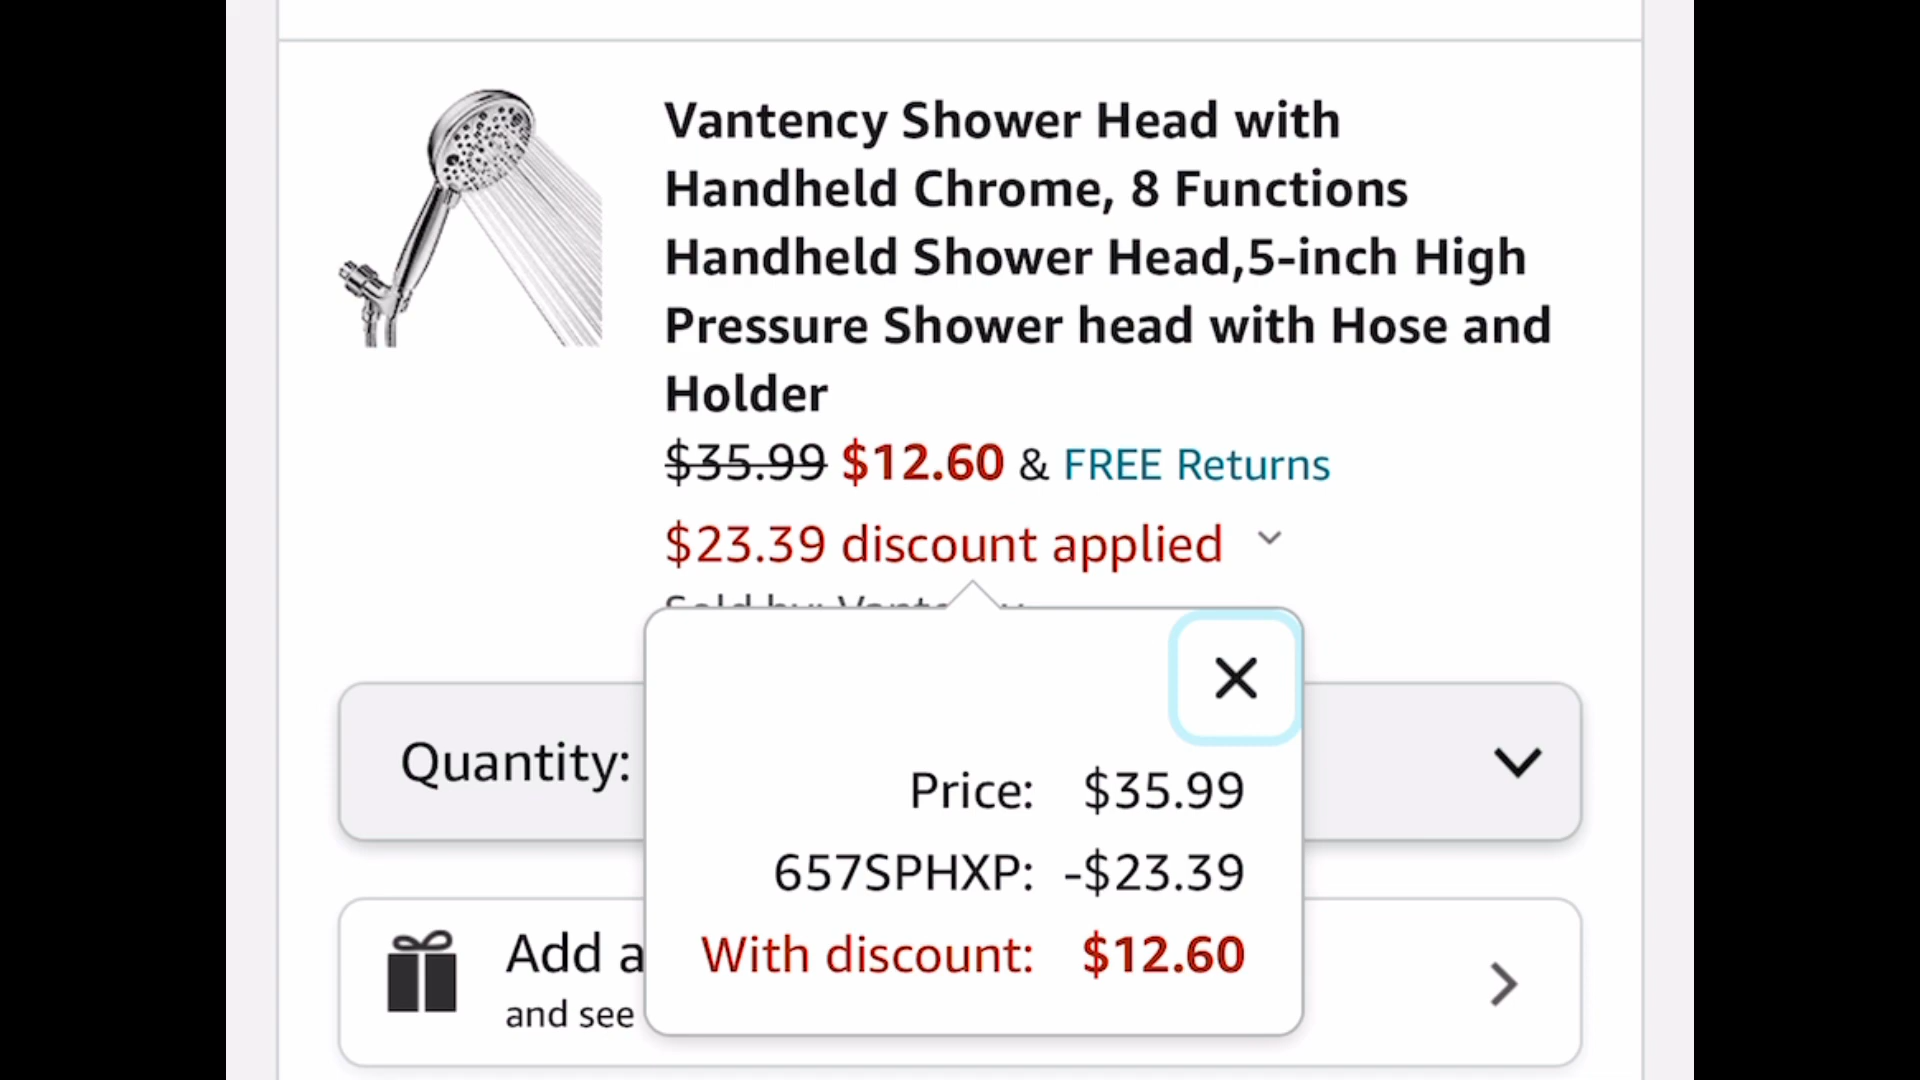 Vantency Shower Head with
Handheld Chrome, 8 Functions
Handheld Shower Head,5-inch High
Pressure Shower head with Hose and
Holder
$35.99 $12.60 & FREE Returns
$23.39 discount applied
Quantity:
Price: $35.99
657SPHXP: -$23.39
With discount: $12.60
Add a
and see